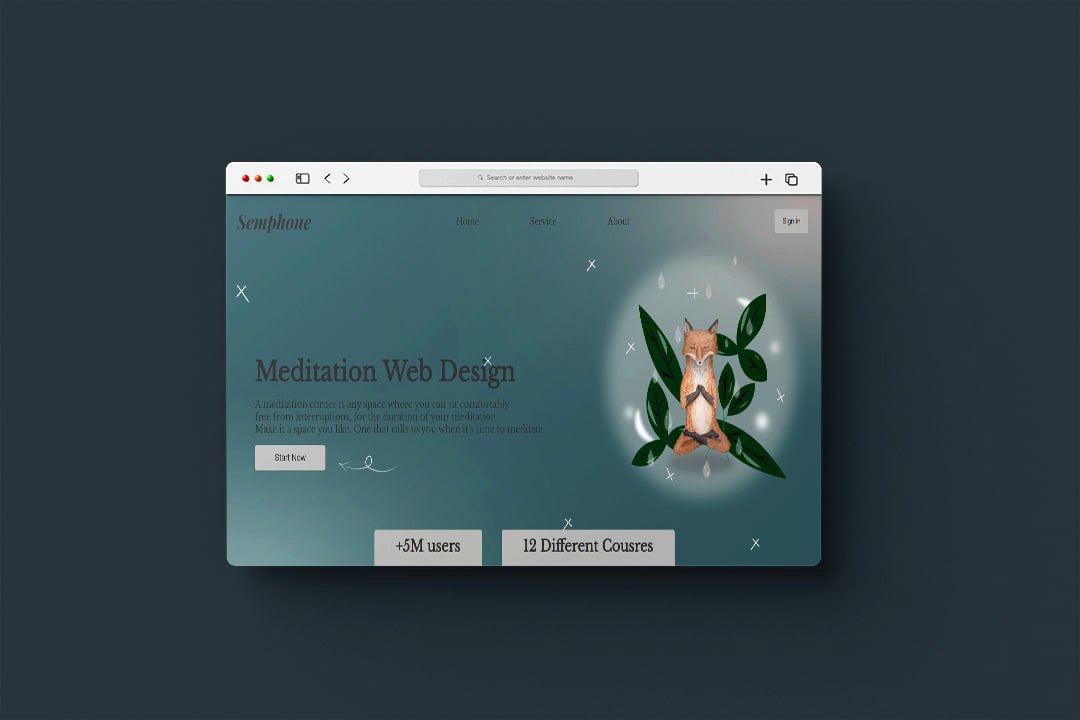 Search or enter website name
Semphone
Home Service About Sign in
Meditation Web Design
A meditation corner is any space where you can sit comfortably
free from interruptions, for the duration of your meditation
Make it a space you like, One that calls to you when it's time to meditate.
Start Now
+5M users 12 Different Cousres